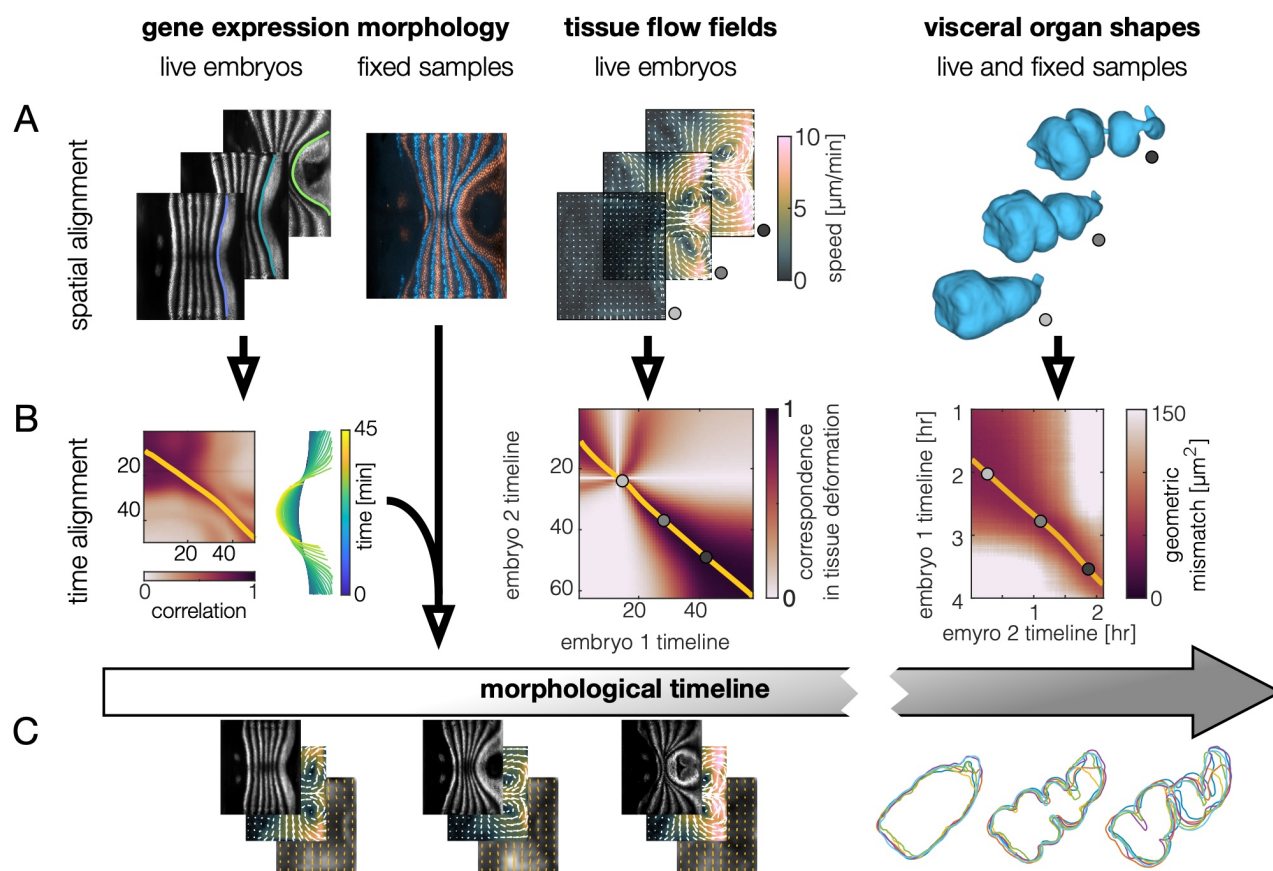 gene expression morphology
tissue flow fields
visceral organ shapes
live embryos
fixed samples
live embryos
live and fixed samples
A
spatial alignment
10
5
0
speed [µm/min]
B
time alignment
20
40
20 40
0 1
correlation
45
0
time [min]
embryo 2 timeline
20
40
60
20 40
embryo 1 timeline
1
0
correspondence
in tissue deformation
embryo 1 timeline [hr]
1
2
3
4
1 2
emyro 2 timeline [hr]
150
0
geometric
mismatch [µm²]
morphological timeline
C